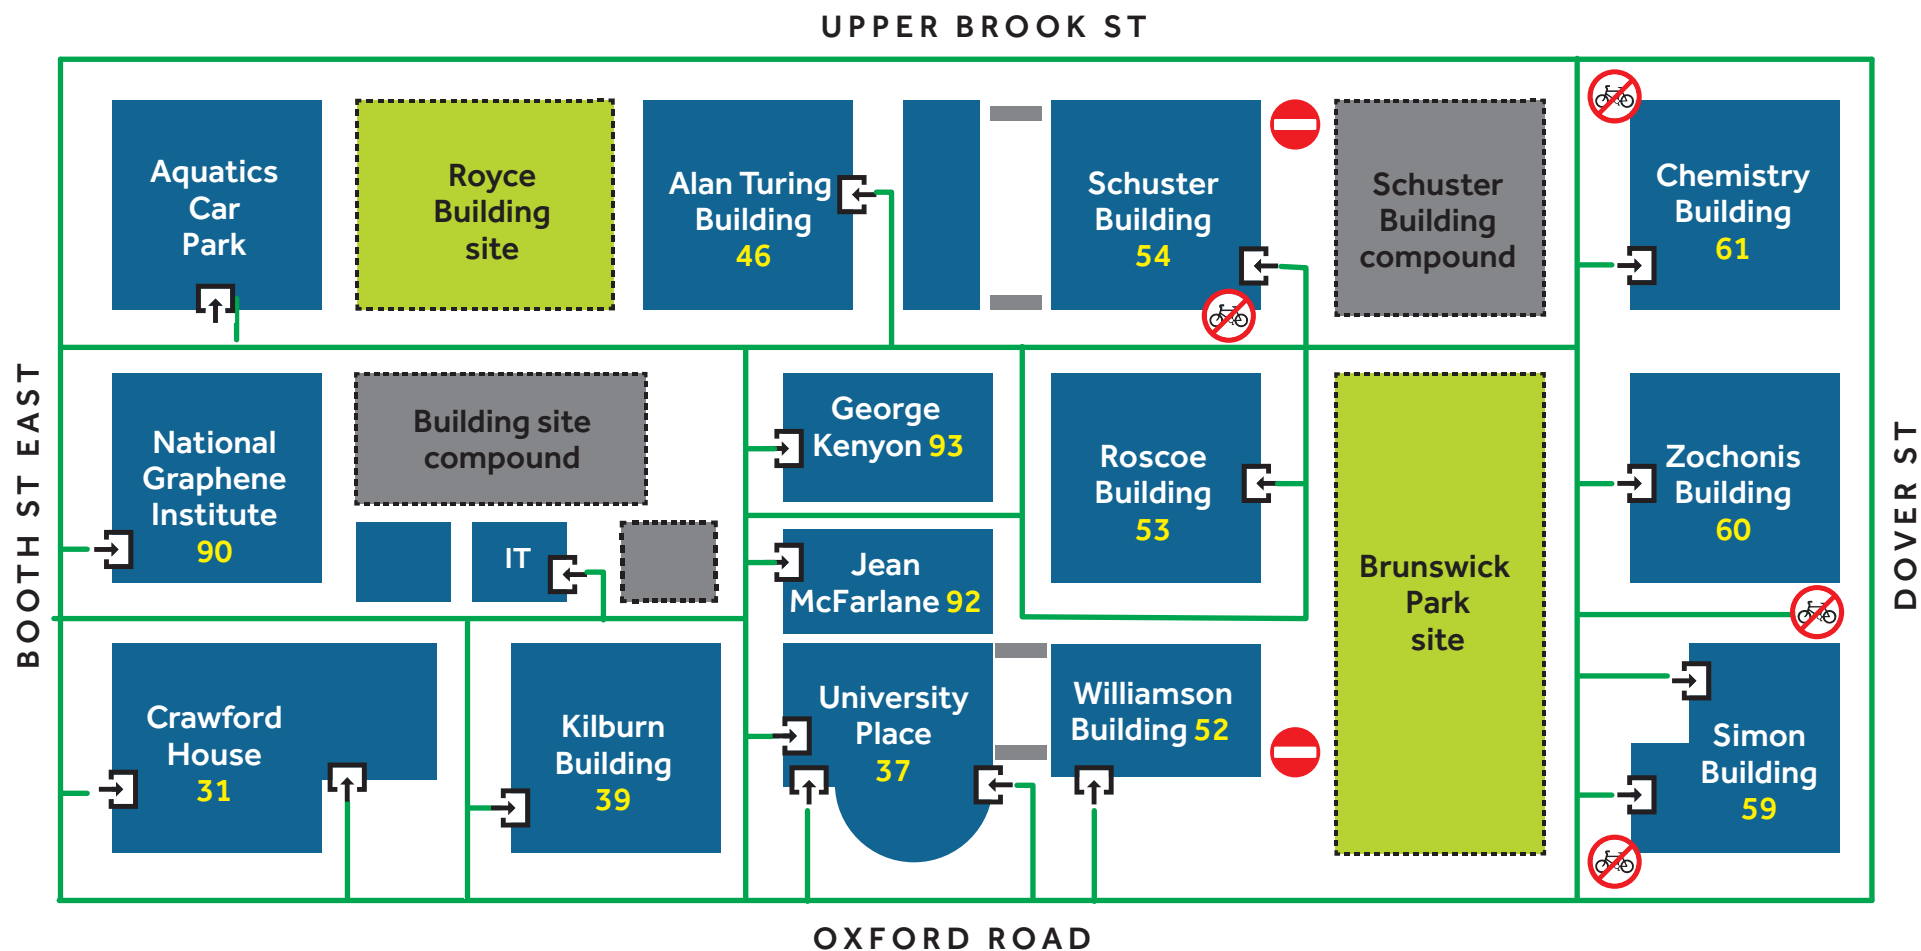 UPPER BROOK ST
Aquatics
Car
Park
Royce
Building
site
Alan Turing
Building
46
Schuster
Building
54
Schuster
Building
compound
Chemistry
Building
61
BOOTH ST EAST
National
Graphene
Institute
90
Building site
compound
IT
George
Kenyon 93
Jean
McFarlane 92
Roscoe
Building
53
Brunswick
Park
site
Zochonis
Building
60
DOVER ST
Crawford
House
31
Kilburn
Building
39
University
Place
37
Williamson
Building 52
Simon
Building
59
OXFORD ROAD